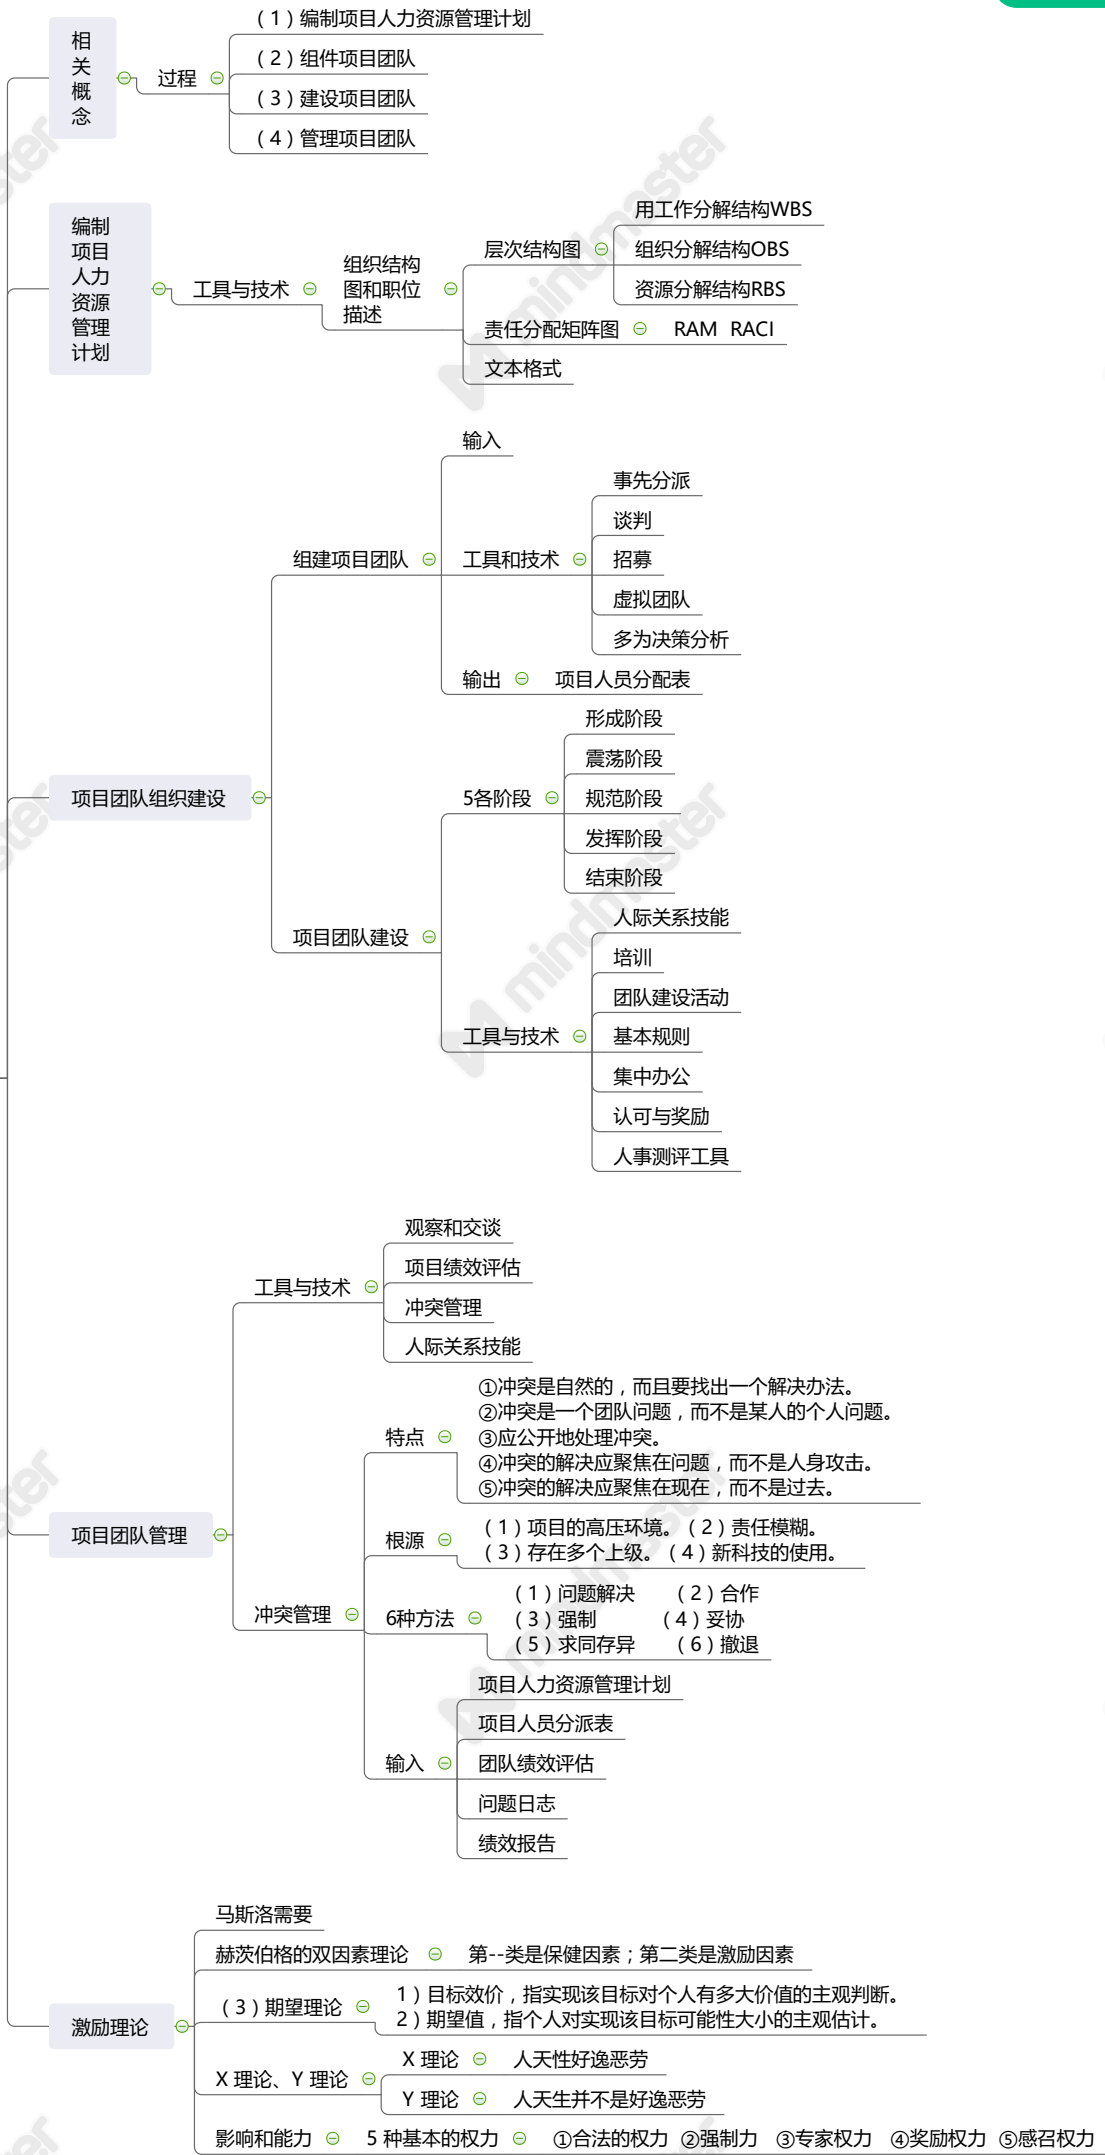 相
关
概
念
过程
（1）编制项目人力资源管理计划
（2）组件项目团队
（3）建设项目团队
（4）管理项目团队
编制
项目
人力
资源
管理
计划
工具与技术
组织结构
图和职位
描述
层次结构图
用工作分解结构WBS
组织分解结构OBS
资源分解结构RBS
责任分配矩阵图
RAM RACI
文本格式
项目团队组织建设
组建项目团队
输入
工具和技术
事先分派
谈判
招募
虚拟团队
多为决策分析
输出
项目人员分配表
项目团队建设
5各阶段
形成阶段
震荡阶段
规范阶段
发挥阶段
结束阶段
工具与技术
人际关系技能
培训
团队建设活动
基本规则
集中办公
认可与奖励
人事测评工具
项目团队管理
工具与技术
观察和交谈
项目绩效评估
冲突管理
人际关系技能
冲突管理
特点
①冲突是自然的，而且要找出一个解决办法。
②冲突是一个团队问题，而不是某人的个人问题。
③应公开地处理冲突。
④冲突的解决应聚焦在问题，而不是人身攻击。
⑤冲突的解决应聚焦在现在，而不是过去。
根源
（1）项目的高压环境。（2）责任模糊。
（3）存在多个上级。（4）新科技的使用。
6种方法
（1）问题解决 （2）合作
（3）强制 （4）妥协
（5）求同存异 （6）撤退
输入
项目人力资源管理计划
项目人员分派表
团队绩效评估
问题日志
绩效报告
激励理论
马斯洛需要
赫茨伯格的双因素理论
第--类是保健因素；第二类是激励因素
（3）期望理论
1）目标效价，指实现该目标对个人有多大价值的主观判断。
2）期望值，指个人对实现该目标可能性大小的主观估计。
X 理论、Y 理论
X 理论
人天性好逸恶劳
Y 理论
人天生并不是好逸恶劳
影响和能力
5 种基本的权力
①合法的权力 ②强制力 ③专家权力 ④奖励权力 ⑤感召权力
mindmaster
mindmaster
mindmaster